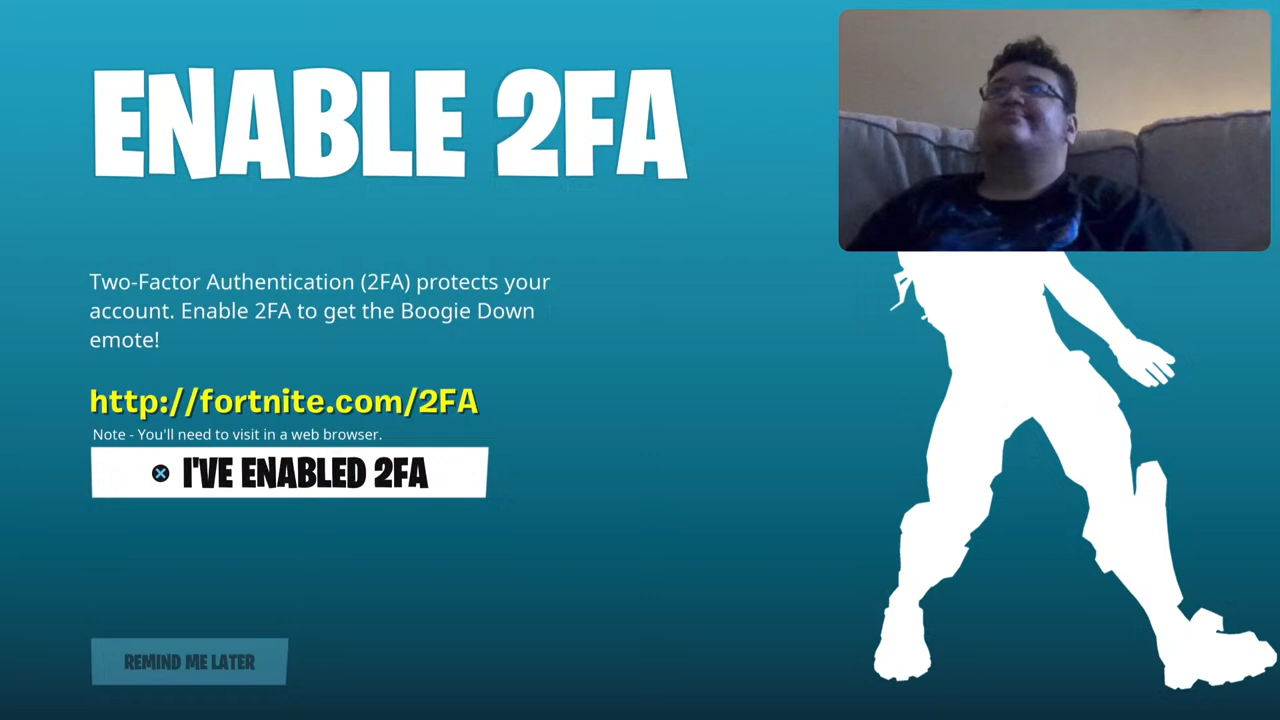 ENABLE 2FA
Two-Factor Authentication (2FA) protects your
account. Enable 2FA to get the Boogie Down
emote!
http://fortnite.com/2FA
Note - You'll need to visit in a web browser.
I'VE ENABLED 2FA
REMIND ME LATER